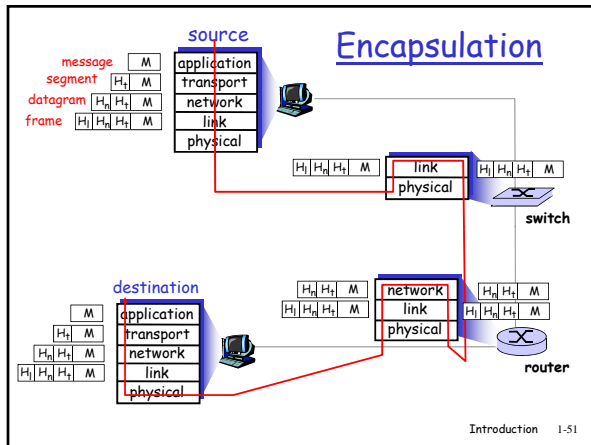 source
Encapsulation
message M application
segment Ht M transport
datagram Hn Ht M network
frame Hl Hn Ht M link
physical
Hl Hn Ht M link Hl Hn Ht M
physical
switch
destination
Hn Ht M network Hn Ht M
Hl Hn Ht M link Hl Hn Ht M
physical
router
M application
Ht M transport
Hn Ht M network
Hl Hn Ht M link
physical
Introduction 1-51